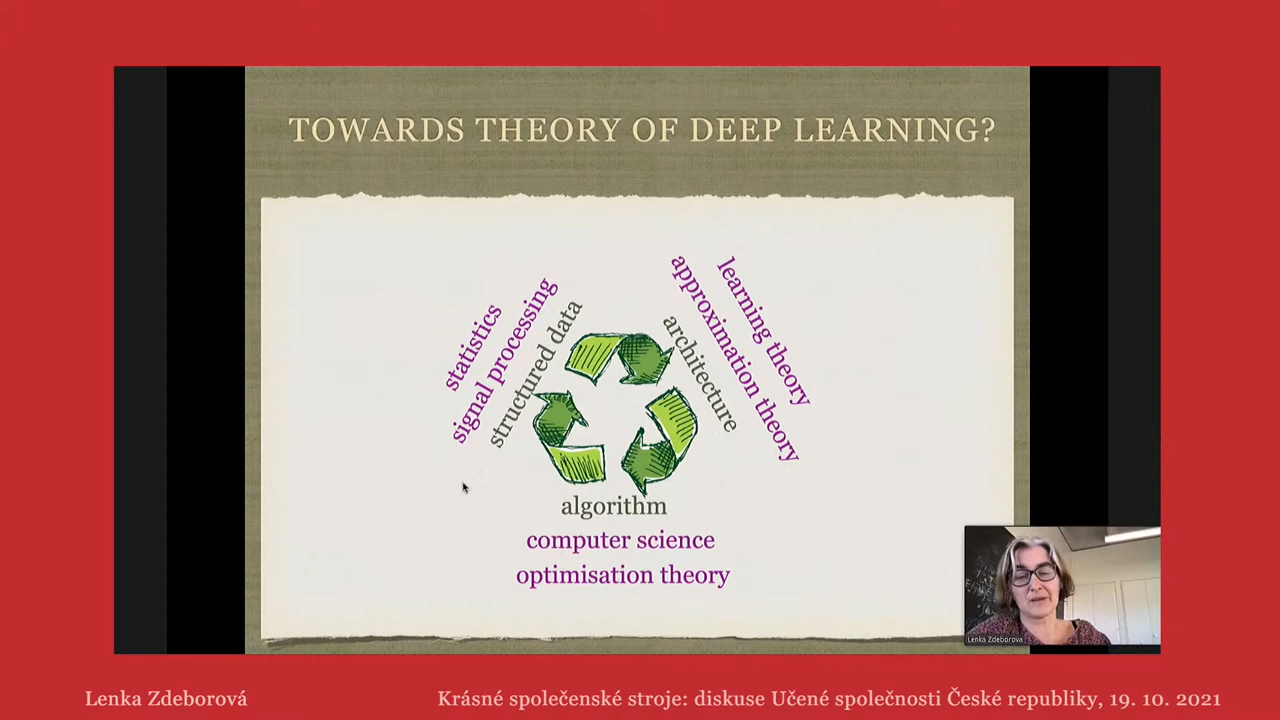 TOWARDS THEORY OF DEEP LEARNING?
statistics
signal processing
structured data
learning theory
approximation theory
architecture
algorithm
computer science
optimisation theory
Lenka Zdeborova
Lenka Zdeborová
Krásné společenské stroje: diskuse Učené společnosti České republiky, 19. 10. 2021